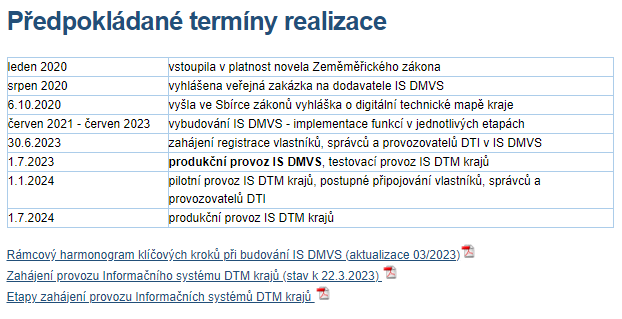 Předpokládané termíny realizace
leden 2020 vstoupila v platnost novela Zeměměřického zákona
srpen 2020 vyhlášena veřejná zakázka na dodavatele IS DMVS
6.10.2020 vyšla ve Sbírce zákonů vyhláška o digitální technické mapě kraje
červen 2021 - červen 2023 vybudování IS DMVS - implementace funkcí v jednotlivých etapách
30.6.2023 zahájení registrace vlastníků, správců a provozovatelů DTI v IS DMVS
1.7.2023 produkční provoz IS DMVS, testovací provoz IS DTM krajů
1.1.2024 pilotní provoz IS DTM krajů, postupné připojování vlastníků, správců a
provozovatelů DTI
1.7.2024 produkční provoz IS DTM krajů
Rámcový harmonogram klíčových kroků při budování IS DMVS (aktualizace 03/2023)
Zahájení provozu Informačního systému DTM krajů (stav k 22.3.2023)
Etapy zahájení provozu Informačních systémů DTM krajů